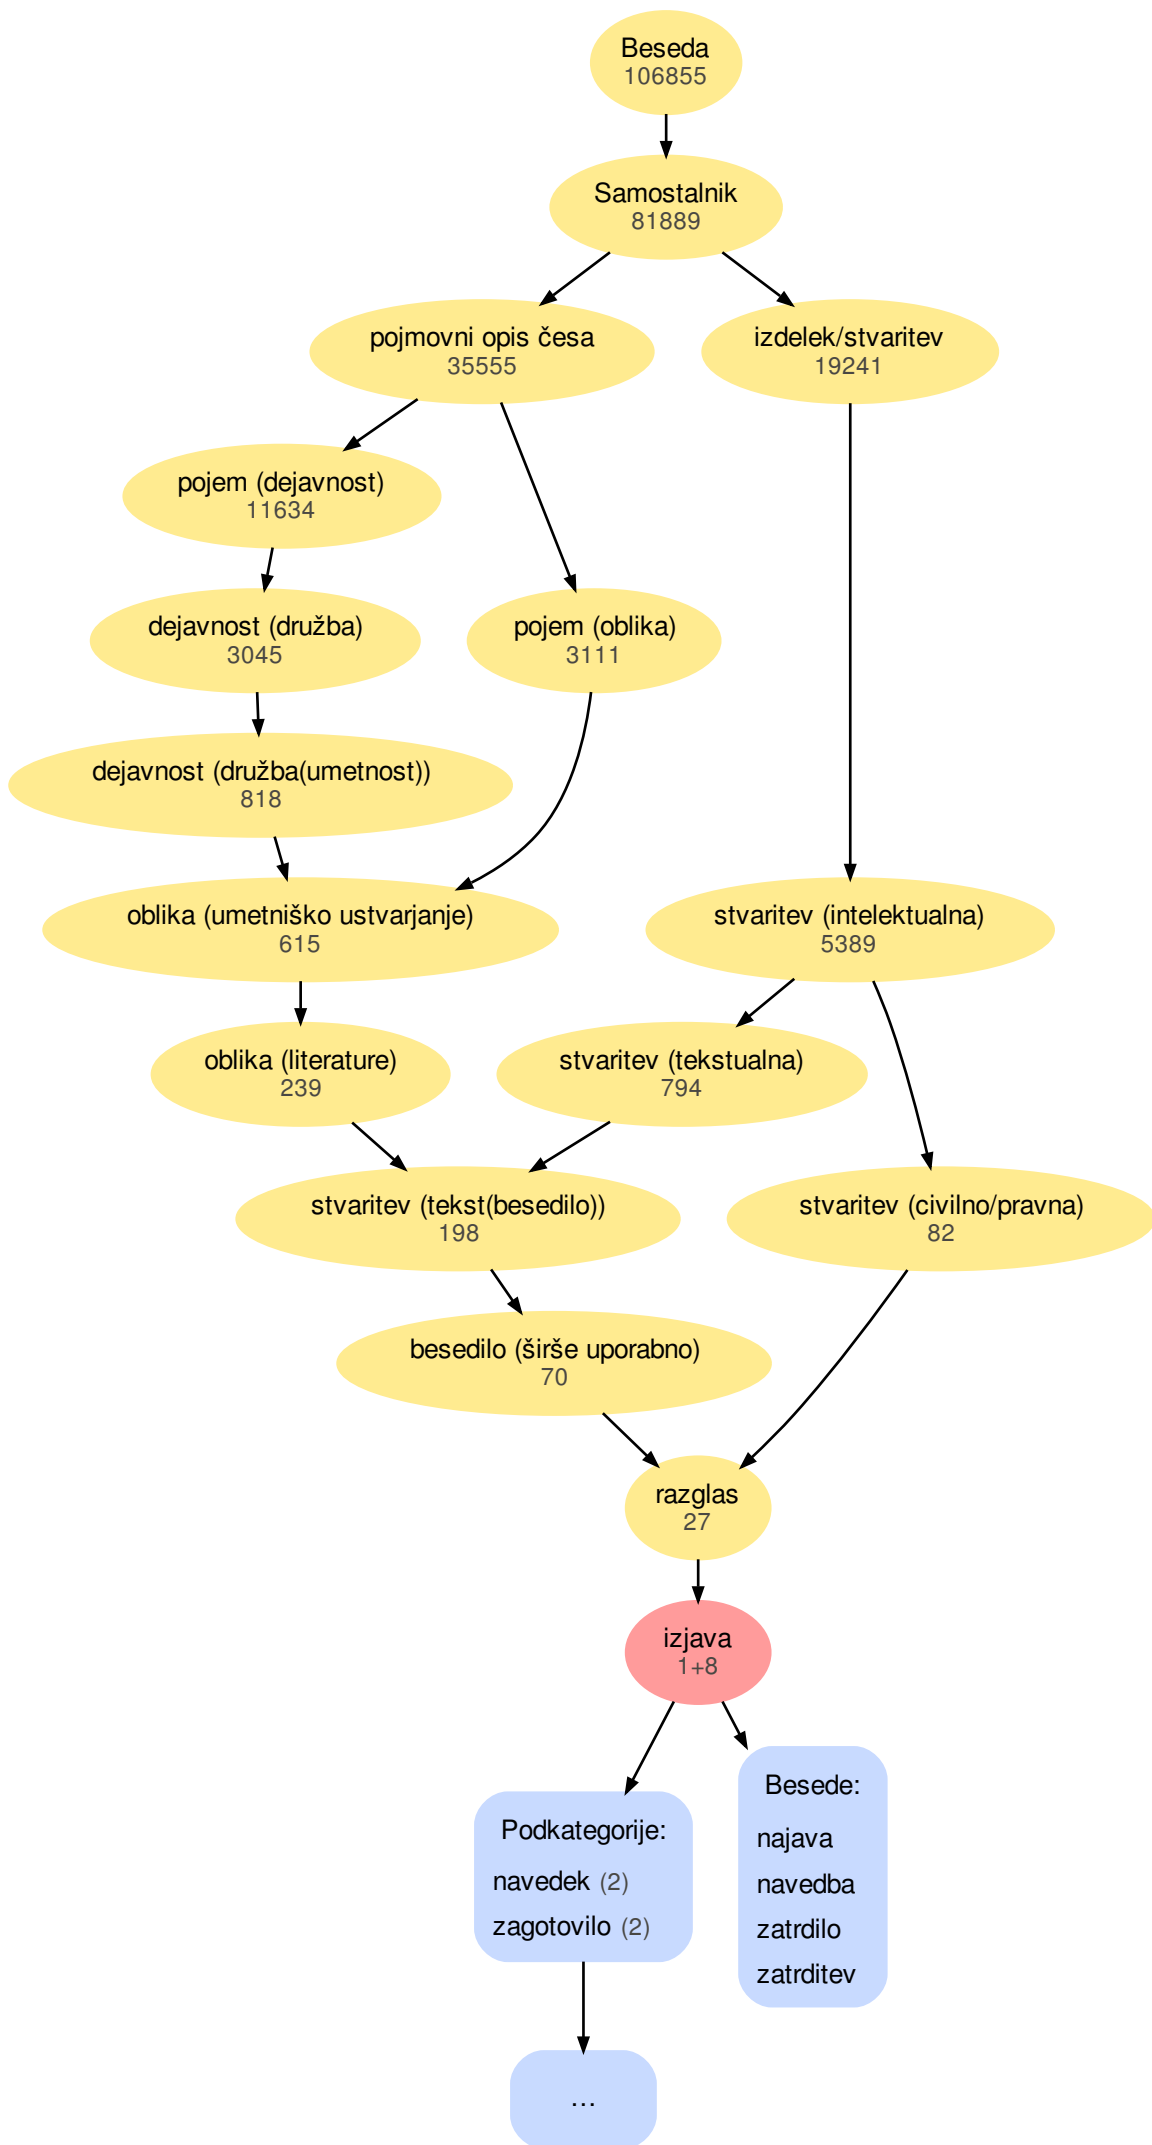 Beseda
106855
Samostalnik
81889
pojmovni opis česa
35555
izdelek/stvaritev
19241
pojem (dejavnost)
11634
dejavnost (družba)
3045
pojem (oblika)
3111
dejavnost (družba(umetnost))
818
oblika (umetniško ustvarjanje)
615
stvaritev (intelektualna)
5389
oblika (literature)
239
stvaritev (tekstualna)
794
stvaritev (tekst(besedilo))
198
stvaritev (civilno/pravna)
82
besedilo (širše uporabno)
70
razglas
27
izjava
1+8
Podkategorije:
navedek (2)
zagotovilo (2)
Besede:
najava
navedba
zatrdilo
zatrditev
...